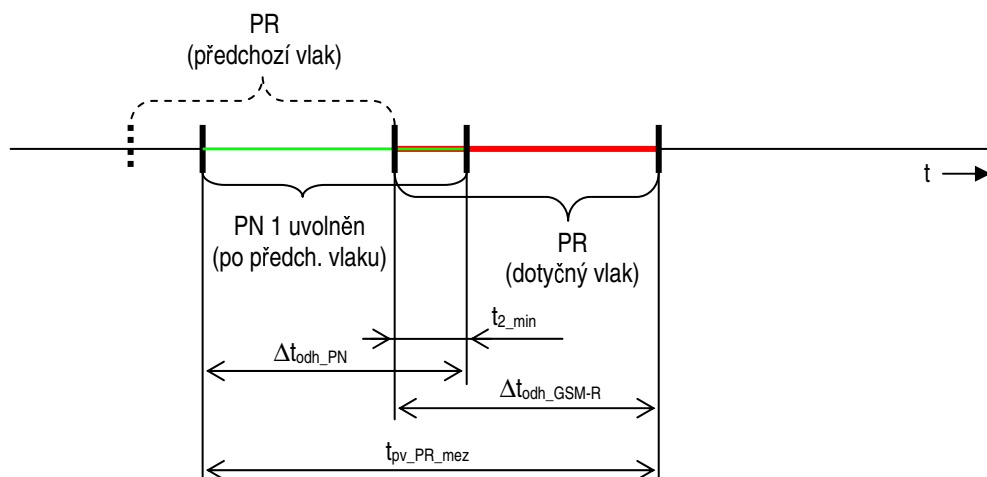 PR
(předchozí vlak)
t
PN 1 uvolněn
(po předch. vlaku)
PR
(dotyčný vlak)
t2_min
Δtodh_PN
Δtodh_GSM-R
tpv_PR_mez